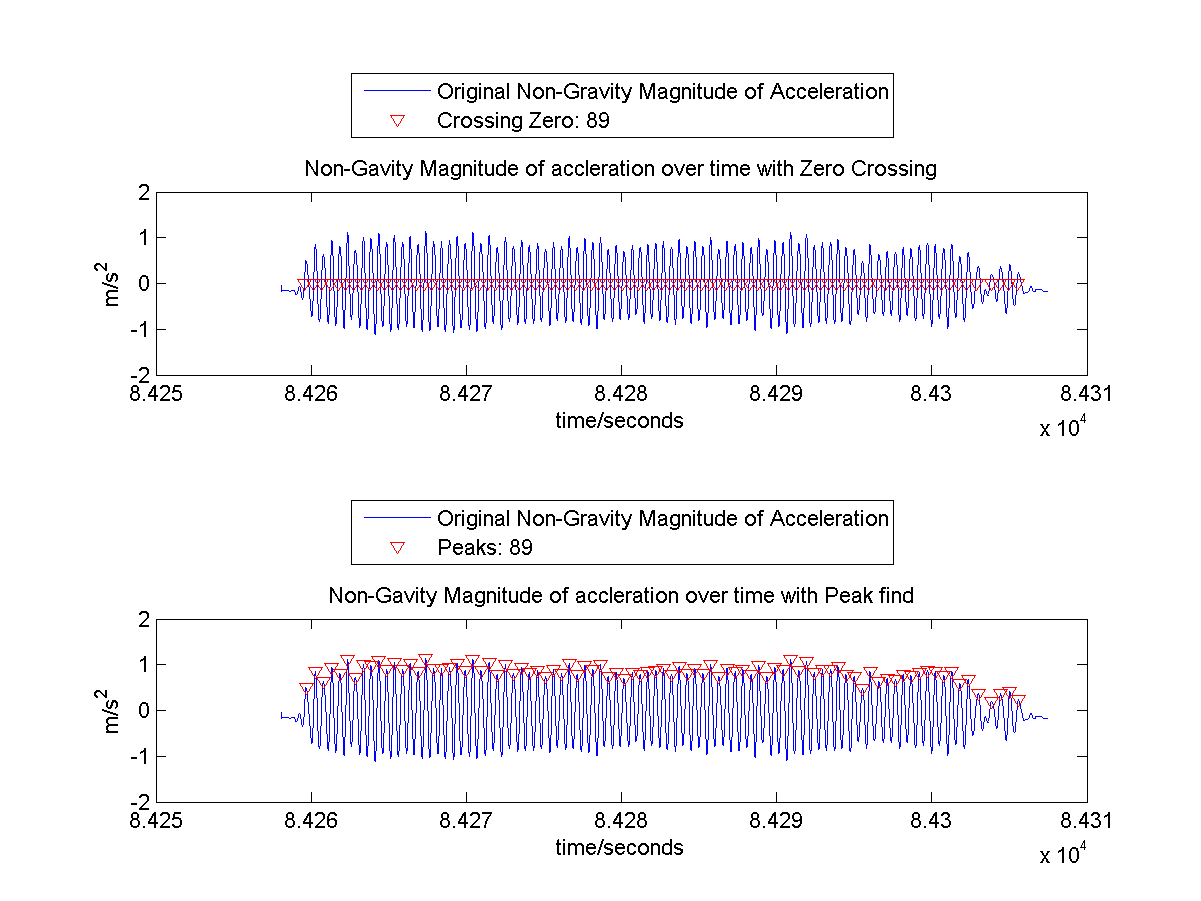 Original Non-Gravity Magnitude of Acceleration
Crossing Zero: 89
Non-Gavity Magnitude of accleration over time with Zero Crossing
2
1
0
-1
-2
m/s²
8.425 8.426 8.427 8.428 8.429 8.43 8.431
time/seconds
x 10⁴
Original Non-Gravity Magnitude of Acceleration
Peaks: 89
Non-Gavity Magnitude of accleration over time with Peak find
2
1
0
-1
-2
m/s²
8.425 8.426 8.427 8.428 8.429 8.43 8.431
time/seconds
x 10⁴